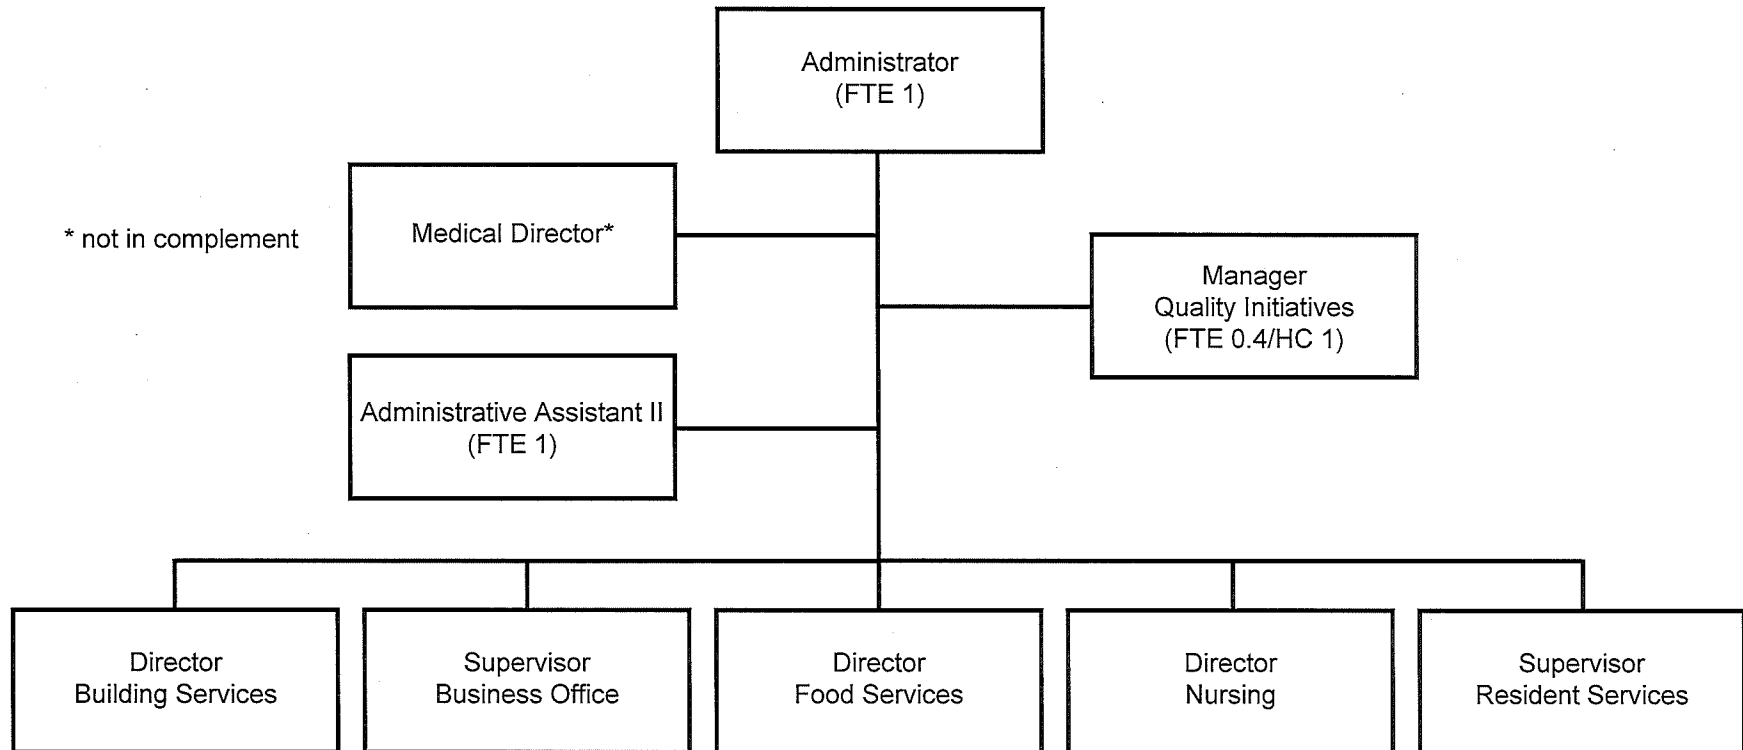 Administrator
(FTE 1)
* not in complement
Medical Director*
Manager
Quality Initiatives
(FTE 0.4/HC 1)
Administrative Assistant II
(FTE 1)
Director
Building Services
Supervisor
Business Office
Director
Food Services
Director
Nursing
Supervisor
Resident Services